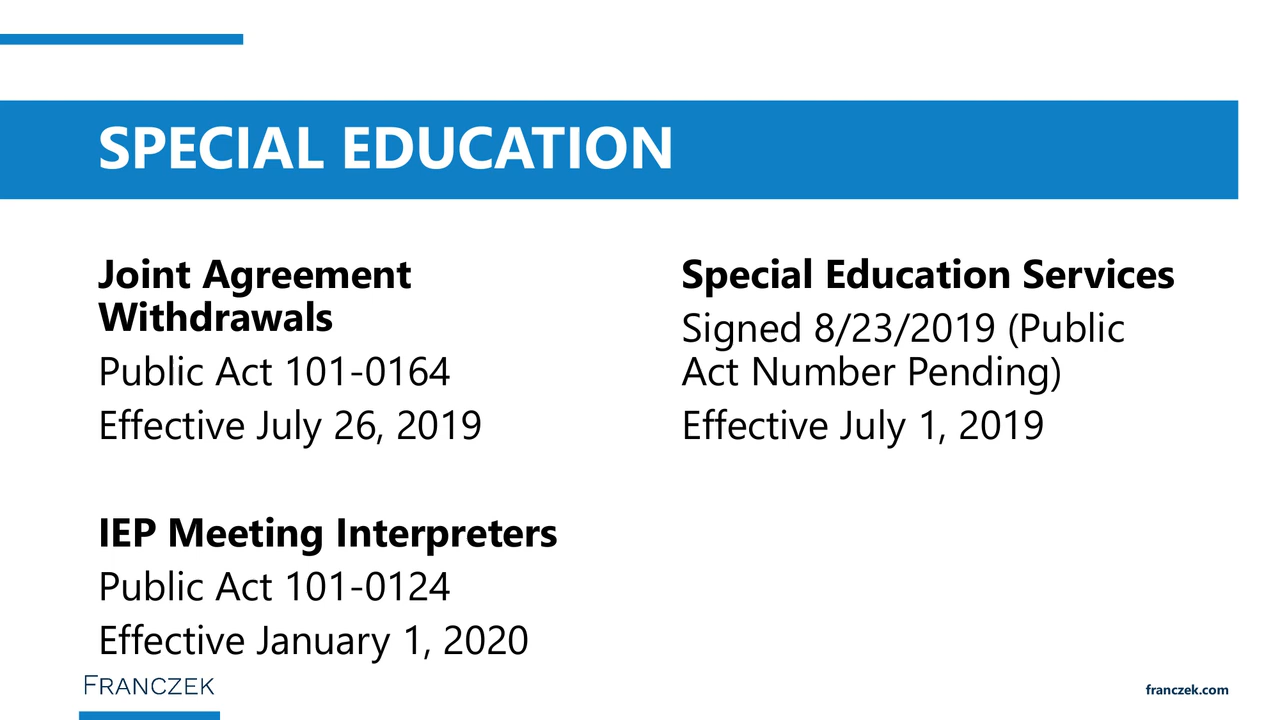 SPECIAL EDUCATION
Joint Agreement
Withdrawals
Public Act 101-0164
Effective July 26, 2019
IEP Meeting Interpreters
Public Act 101-0124
Effective January 1, 2020
Special Education Services
Signed 8/23/2019 (Public
Act Number Pending)
Effective July 1, 2019
FRANCZEK
franczek.com